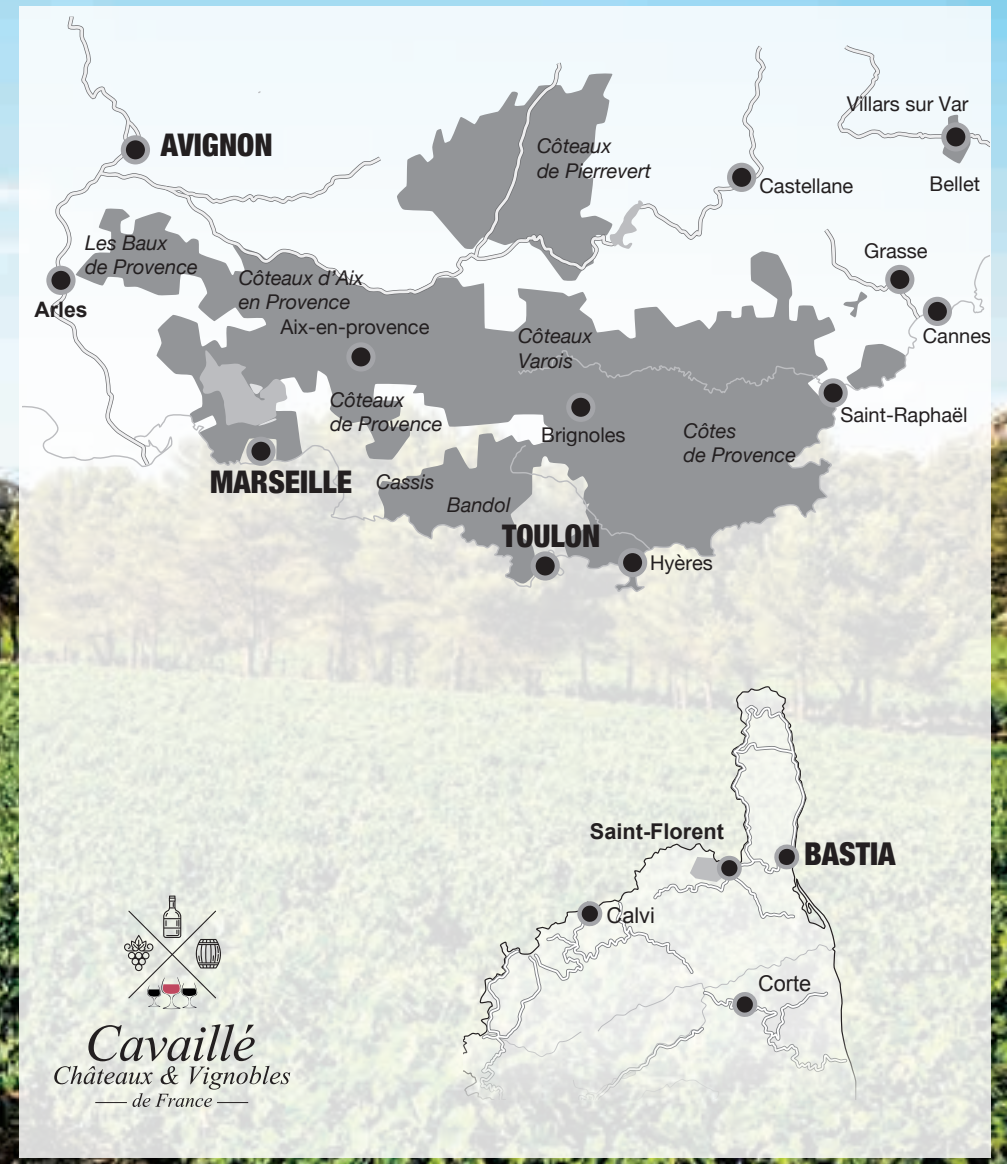 Villars sur Var
AVIGNON
Côteaux
de Pierrevert
Castellane
Bellet
Les Baux
de Provence
Grasse
Côteaux d'Aix
en Provence
Arles
Aix-en-provence
Côteaux
Varois
Cannes
Côteaux
de Provence
Saint-Raphaël
Brignoles
Côtes
de Provence
MARSEILLE
Cassis
Bandol
TOULON
Hyères
Saint-Florent
BASTIA
Calvi
Corte
Cavaillé
Châteaux & Vignobles
de France